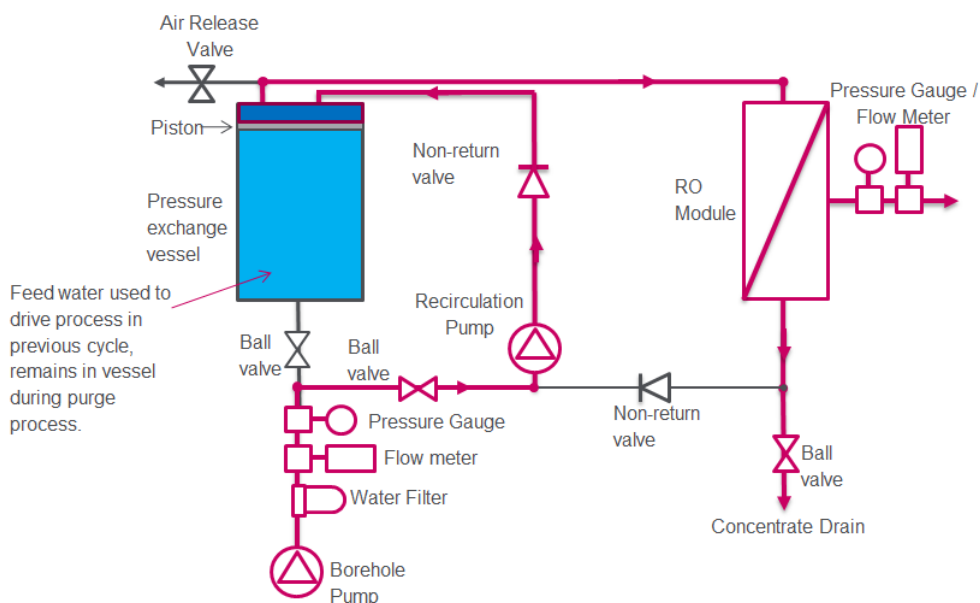 Air Release
Valve
Piston
Pressure
exchange
vessel
Feed water used to
drive process in
previous cycle,
remains in vessel
during purge
process.
Ball
valve
Ball
valve
Non-return
valve
Recirculation
Pump
Pressure Gauge
Flow meter
Water Filter
Borehole
Pump
RO
Module
Pressure Gauge /
Flow Meter
Non-return
valve
Ball
valve
Concentrate Drain